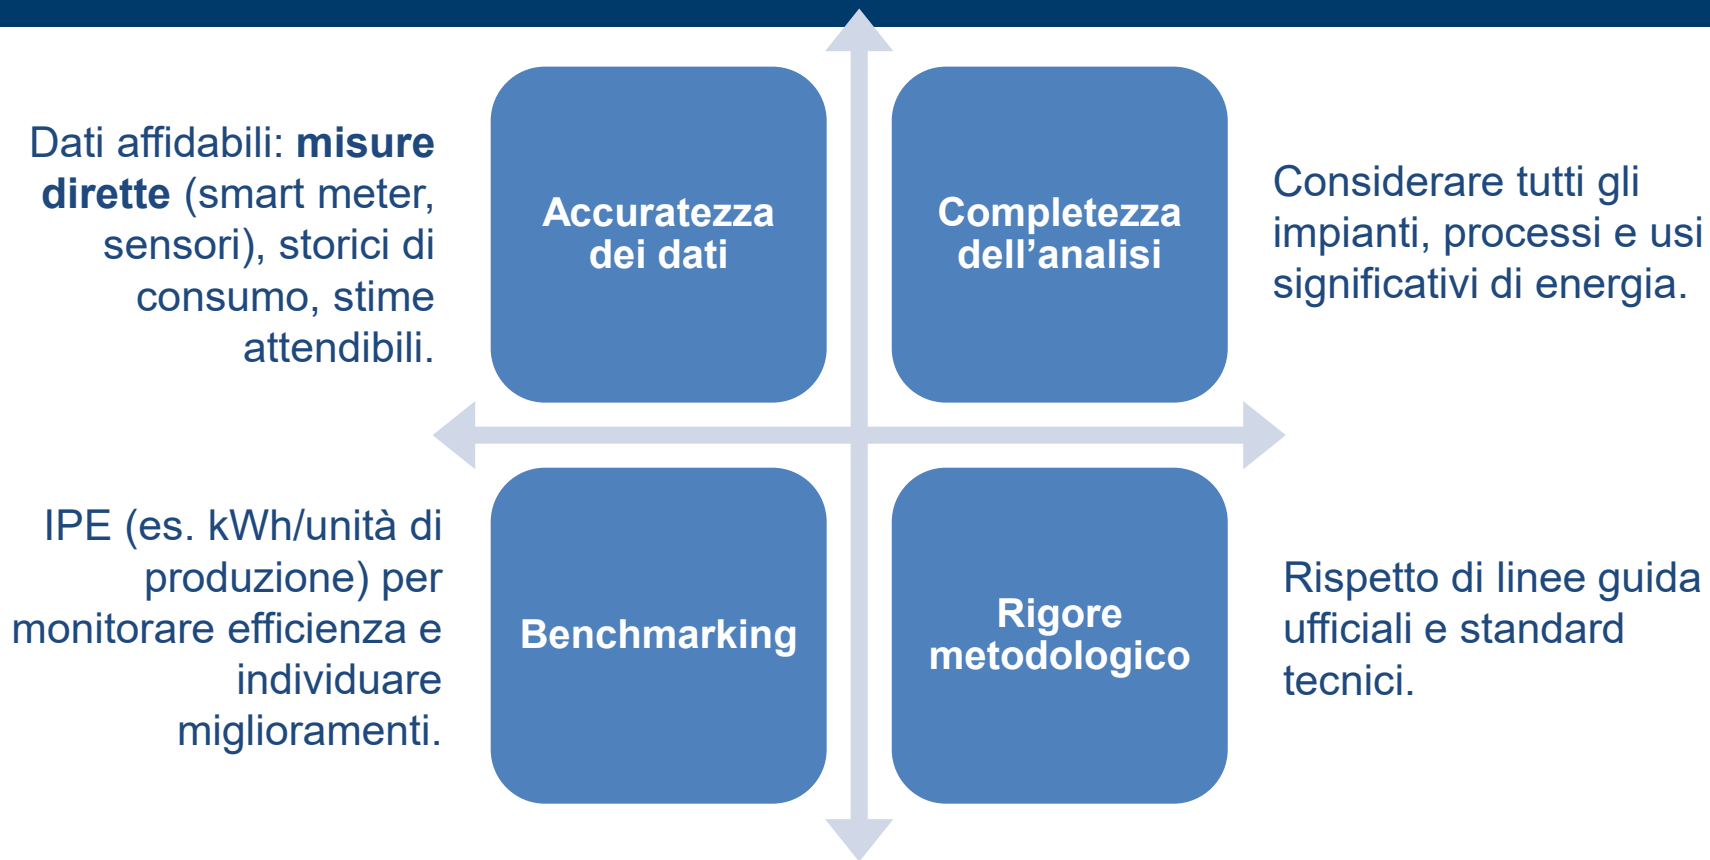 Dati affidabili: misure
dirette (smart meter,
sensori), storici di
consumo, stime
attendibili.
Accuratezza
dei dati
Completezza
dell’analisi
Considerare tutti gli
impianti, processi e usi
significativi di energia.
IPE (es. kWh/unità di
produzione) per
monitorare efficienza e
individuare
miglioramenti.
Benchmarking
Rigore
metodologico
Rispetto di linee guida
ufficiali e standard
tecnici.